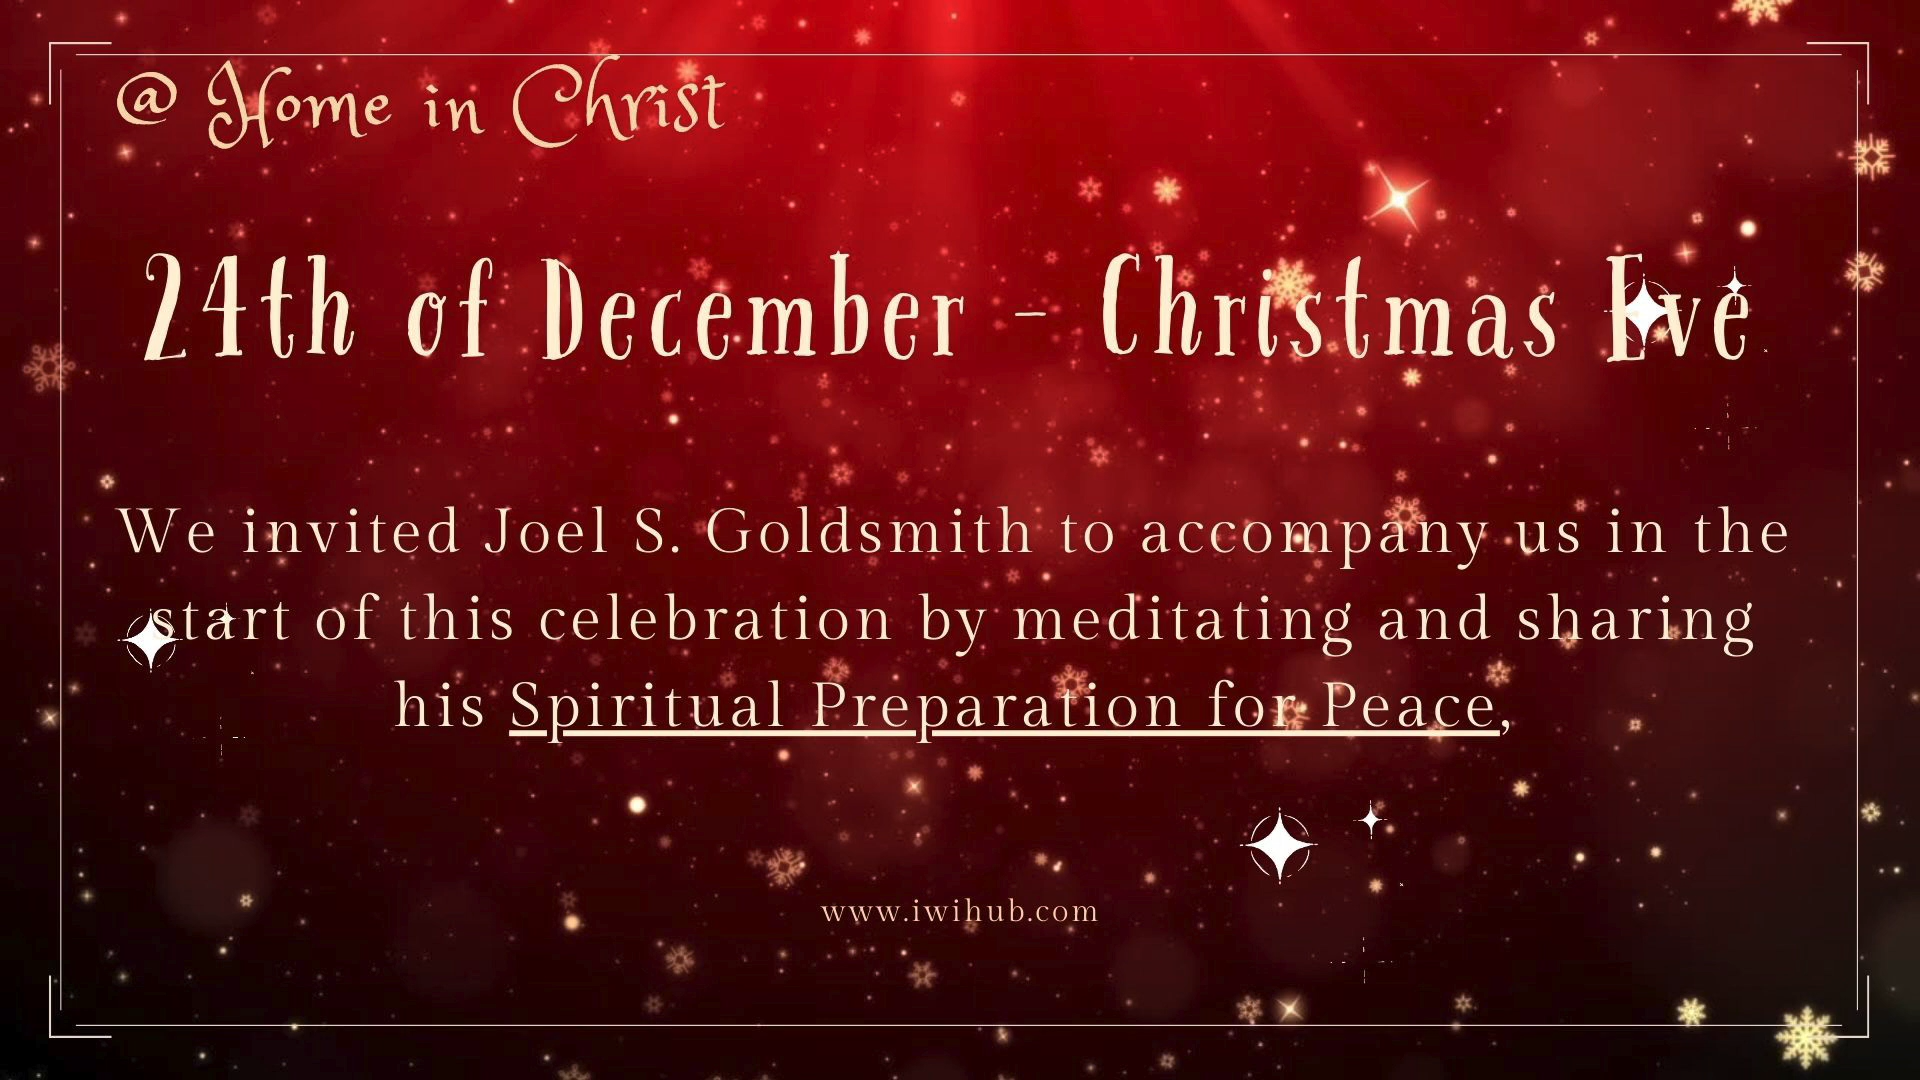 @ Home in Christ
24th of December - Christmas Eve
We invited Joel S. Goldsmith to accompany us in the
start of this celebration by meditating and sharing
his Spiritual Preparation for Peace,
www.iwihub.com